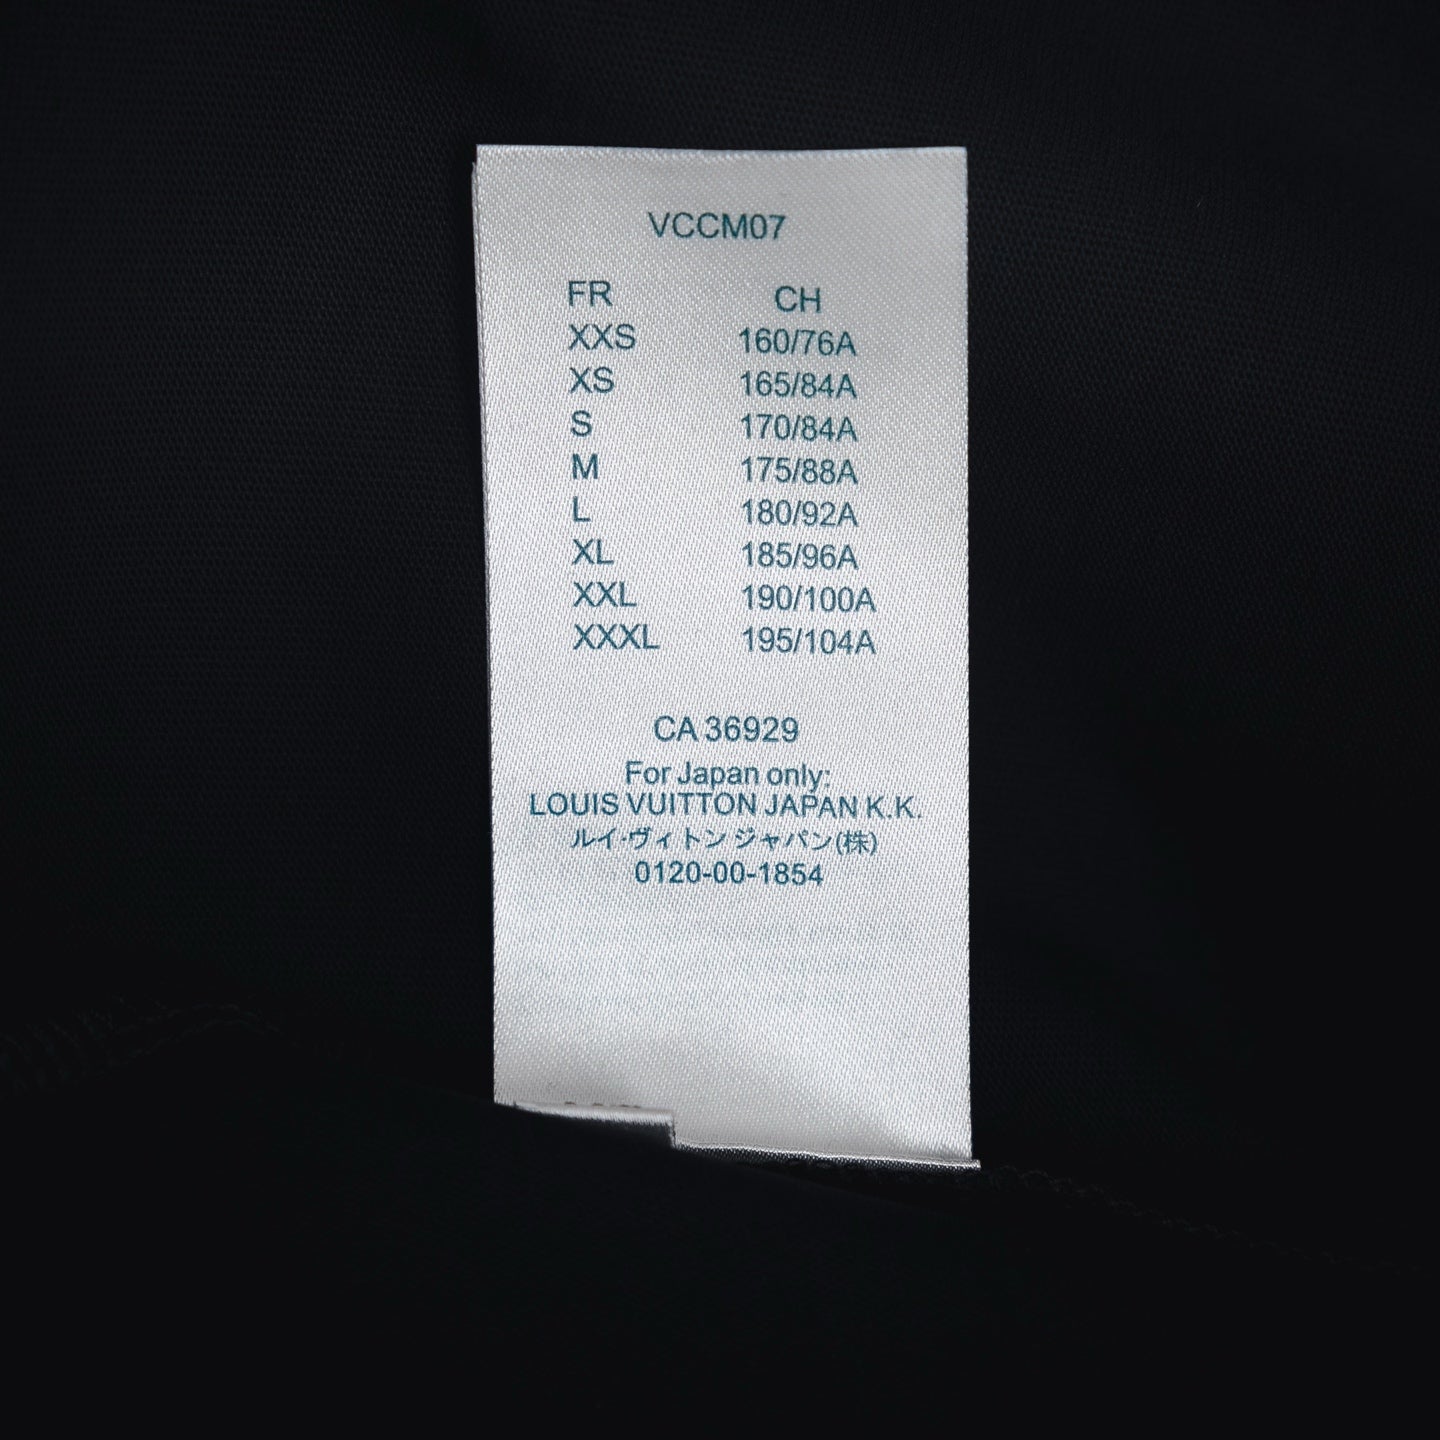 VCCM07
FR CH
XXS 160/76A
XS 165/84A
S 170/84A
M 175/88A
L 180/92A
XL 185/96A
XXL 190/100A
XXXL 195/104A
CA 36929
For Japan only:
LOUIS VUITTON JAPAN K.K.
ルイ·ヴィトン ジャパン(株)
0120-00-1854